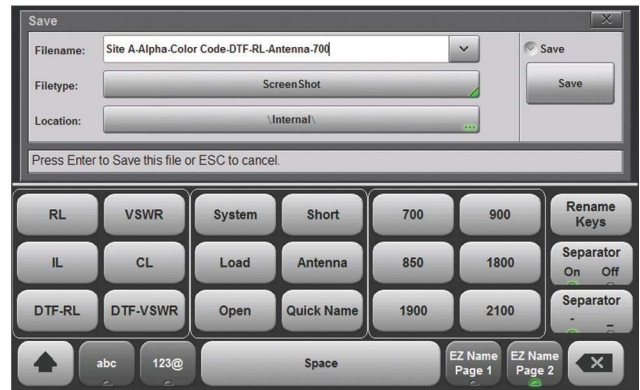 Save
Filename: Site A-Alpha-Color Code-DTF-RL-Antenna-700
Save
Filetype: ScreenShot
Save
Location: \Internal\
Press Enter to Save this file or ESC to cancel.
RL VSWR System Short 700 900 Rename Keys
IL CL Load Antenna 850 1800 Separator On Off
DTF-RL DTF-VSWR Open Quick Name 1900 2100 Separator - _
abc 123@ Space EZ Name Page 1 EZ Name Page 2